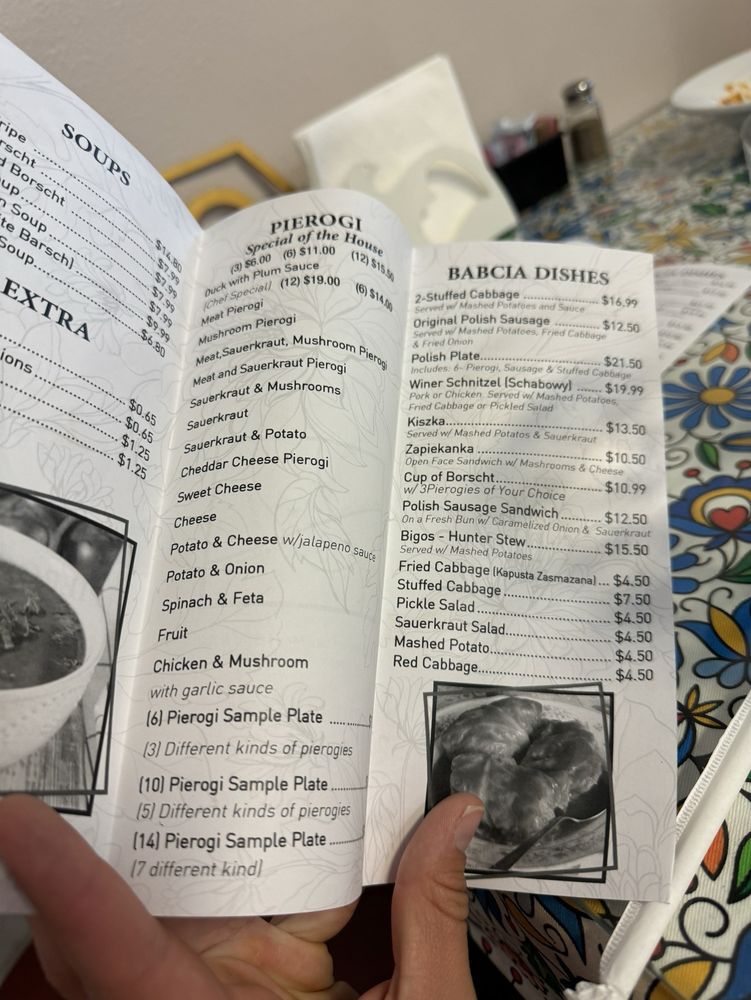 SOUPS
$14.80
Borscht
$7.99
$7.99
$7.99
Soup
$7.99
$9.99
Soup
$6.80
EXTRA
$0.65
$0.65
$1.25
$1.25
PIEROGI
Special of the House
(3) $6.00 (6) $11.00 (12) $15.50
Duck with Plum Sauce
(Chef Special) (12) $19.00 (6) $14.00
Meat Pierogi
Mushroom Pierogi
Meat,Sauerkraut, Mushroom Pierogi
Meat and Sauerkraut Pierogi
Sauerkraut & Mushrooms
Sauerkraut
Sauerkraut & Potato
Cheddar Cheese Pierogi
Sweet Cheese
Cheese
Potato & Cheese w/jalapeno sauce
Potato & Onion
Spinach & Feta
Fruit
Chicken & Mushroom
with garlic sauce
(6) Pierogi Sample Plate
(3) Different kinds of pierogies
(10) Pierogi Sample Plate
(5) Different kinds of pierogies
(14) Pierogi Sample Plate
(7 different kind)
BABCIA DISHES
2-Stuffed Cabbage $16.99
Served w/ Mashed Potatoes and Sauce
Original Polish Sausage $12.50
Served w/ Mashed Potatoes, Fried Cabbage
& Fried Onion
Polish Plate $21.50
Includes: 6- Pierogi, Sausage & Stuffed Cabbage
Winer Schnitzel (Schabowy) $19.99
Pork or Chicken. Served w/ Mashed Potatoes,
Fried Cabbage or Pickled Salad
Kiszka $13.50
Served w/ Mashed Potatos & Sauerkraut
Zapiekanka $10.50
Open Face Sandwich w/ Mashrooms & Cheese
Cup of Borscht $10.99
w/ 3Pierogies of Your Choice
Polish Sausage Sandwich $12.50
On a Fresh Bun w/ Caramelized Onion & Sauerkraut
Bigos - Hunter Stew $15.50
Served w/ Mashed Potatoes
Fried Cabbage (Kapusta Zasmazana) $4.50
Stuffed Cabbage $7.50
Pickle Salad $4.50
Sauerkraut Salad $4.50
Mashed Potato $4.50
Red Cabbage $4.50